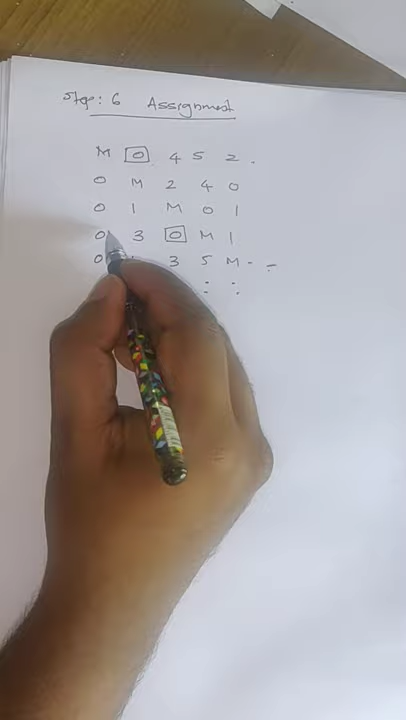 Step: 6 Assignment
M 0 4 5 2 .
0 M 2 4 0
0 1 M 0 1
0 3 0 M 1
0 3 5 M - -
: :